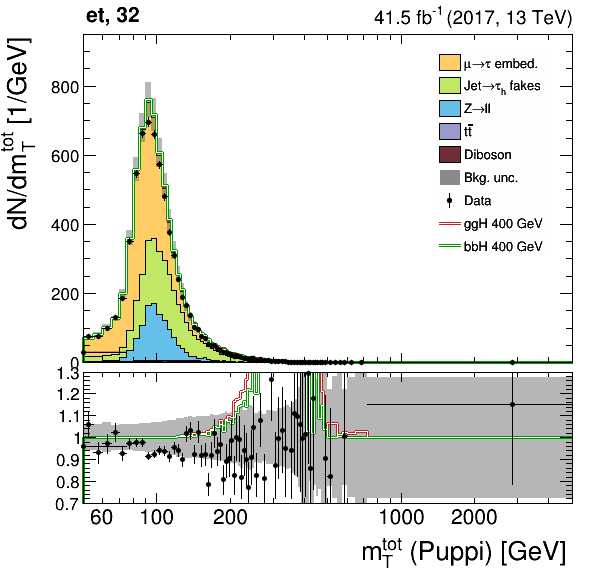 et, 32
41.5 fb⁻¹ (2017, 13 TeV)
dN/dm_T^tot [1/GeV]
800
600
400
200
0
μ→τ embed.
Jet→τ_h fakes
Z→ll
tt̄
Diboson
Bkg. unc.
Data
ggH 400 GeV
bbH 400 GeV
1.3
1.2
1.1
1
0.9
0.8
0.7
60 100 200 1000 2000
m_T^tot (Puppi) [GeV]